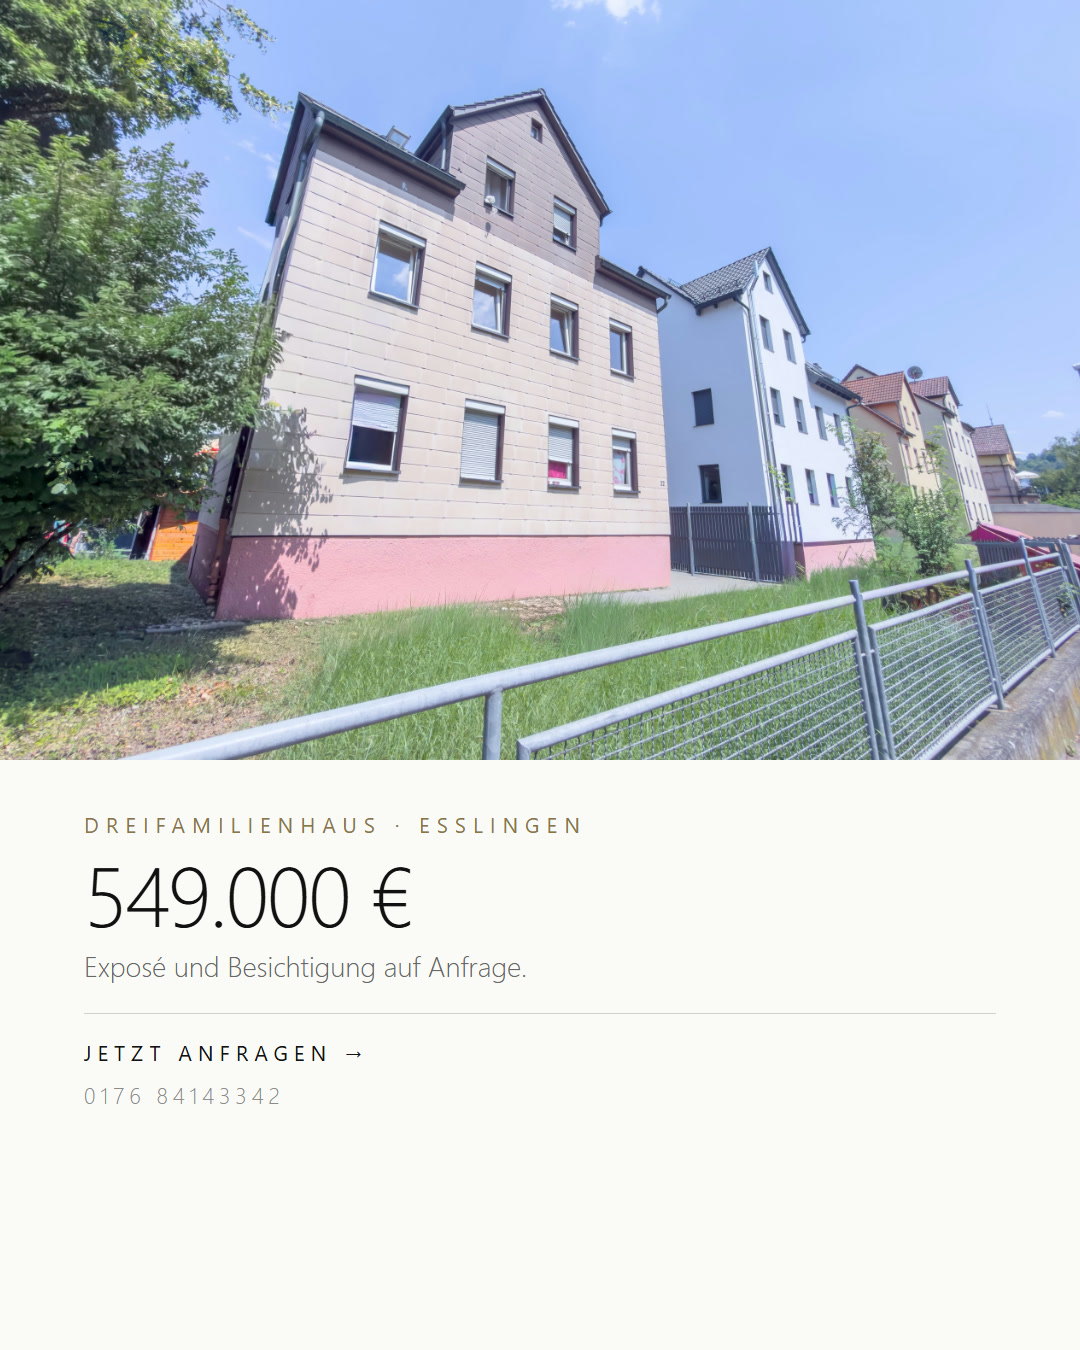 DREIFAMILIENHAUS · ESSLINGEN
549.000 €
Exposé und Besichtigung auf Anfrage.
JETZT ANFRAGEN →
0176 84143342